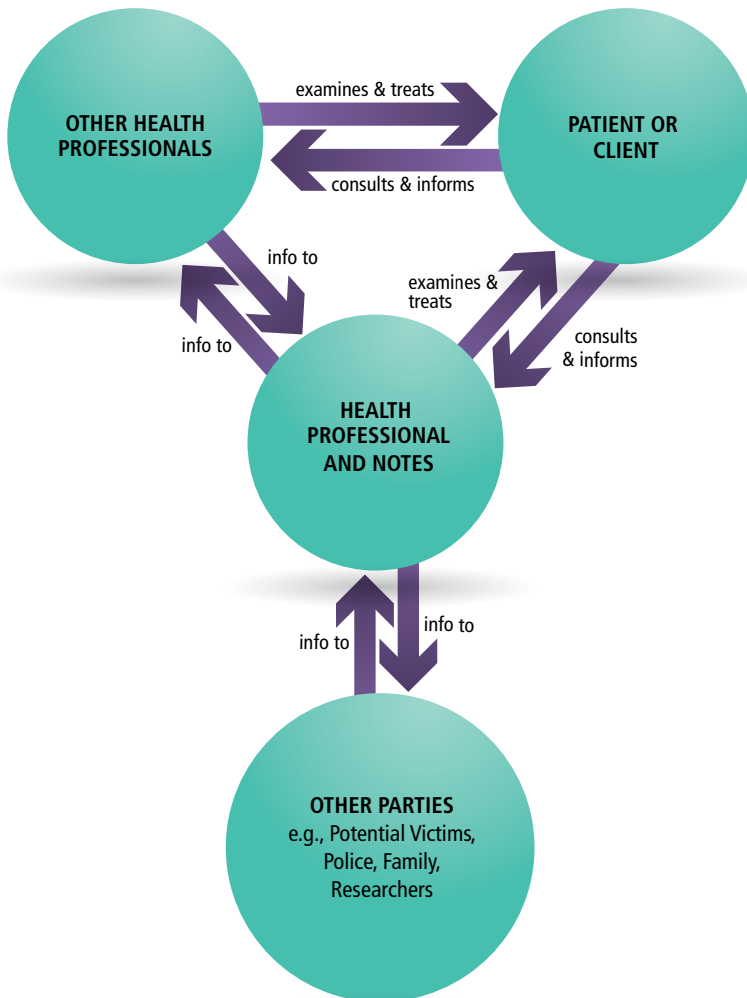 examines & treats
OTHER HEALTH
PROFESSIONALS
PATIENT OR
CLIENT
consults & informs
info to
info to
examines &
treats
consults
& informs
HEALTH
PROFESSIONAL
AND NOTES
info to
info to
OTHER PARTIES
e.g., Potential Victims,
Police, Family,
Researchers